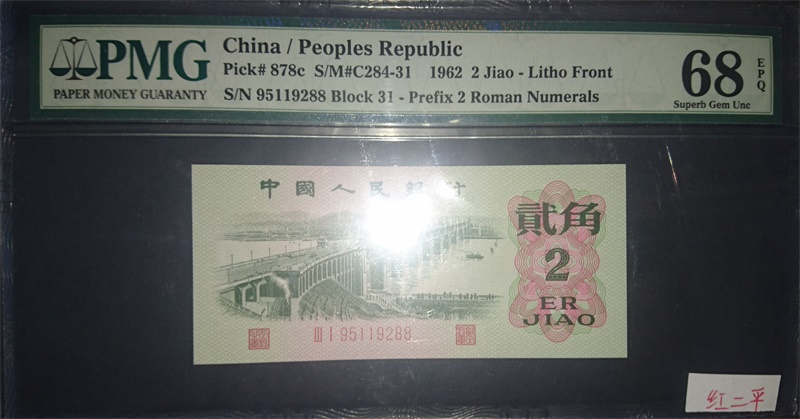 PMG
PAPER MONEY GUARANTY
China / Peoples Republic
Pick# 878c S/M#C284-31 1962 2 Jiao - Litho Front
S/N 95119288 Block 31 - Prefix 2 Roman Numerals
68 EPQ
Superb Gem Unc
中國人民銀行
貳角
2
ER
JIAO
III I 95119288
红二平